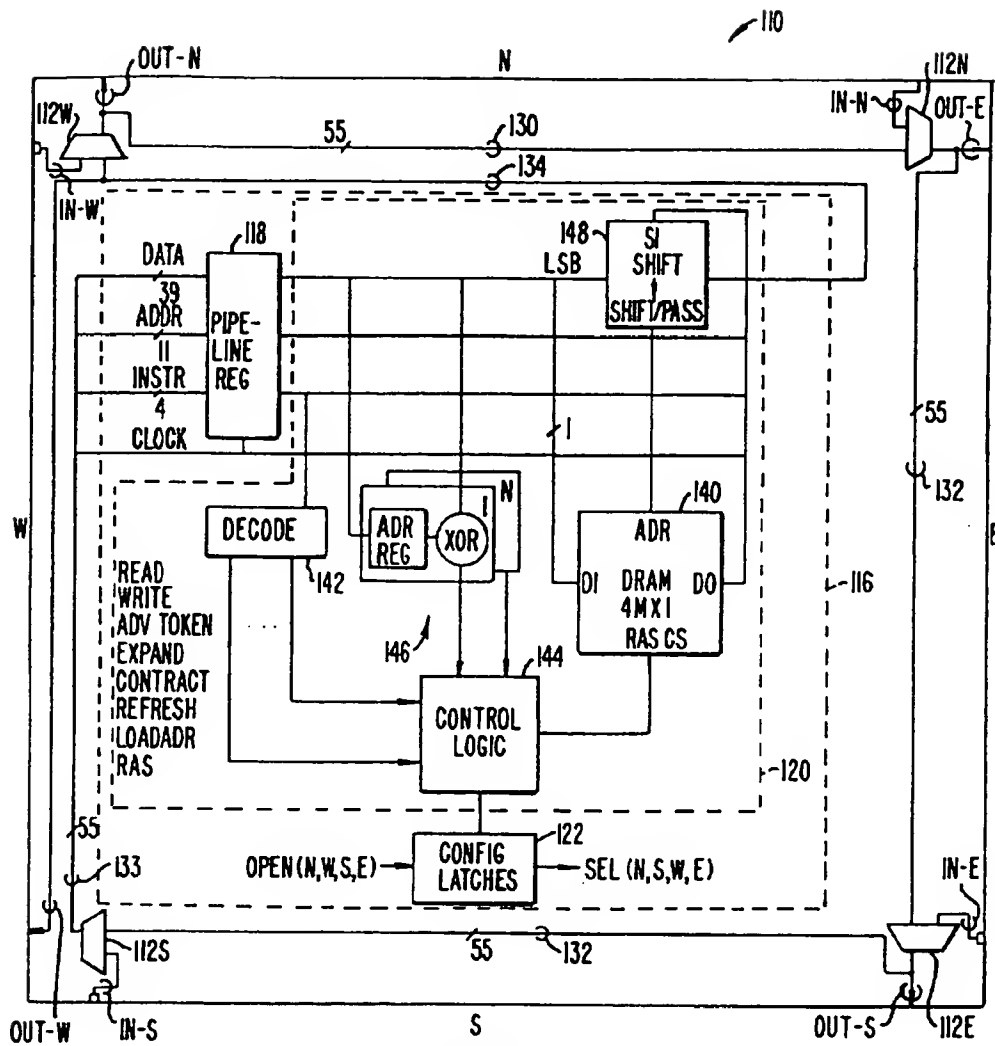 110
OUT-N
N
112N
112W
IN-N
OUT-E
55
130
134
IN-W
118
148
SI
SHIFT
SHIFT/PASS
LSB
DATA
39
ADDR
11
INSTR
4
CLOCK
PIPE-
LINE
REG
1
55
132
W
E
DECODE
142
N
1
ADR
REG
XOR
140
ADR
DI
DRAM
DO
4MX1
RAS CS
116
READ
WRITE
ADV TOKEN
EXPAND
CONTRACT
REFRESH
LOADADR
RAS
...
146
144
CONTROL
LOGIC
120
55
133
122
OPEN (N,W,S,E)
CONFIG
LATCHES
SEL (N,S,W,E)
IN-E
112S
55
132
OUT-W
IN-S
S
OUT-S
112E